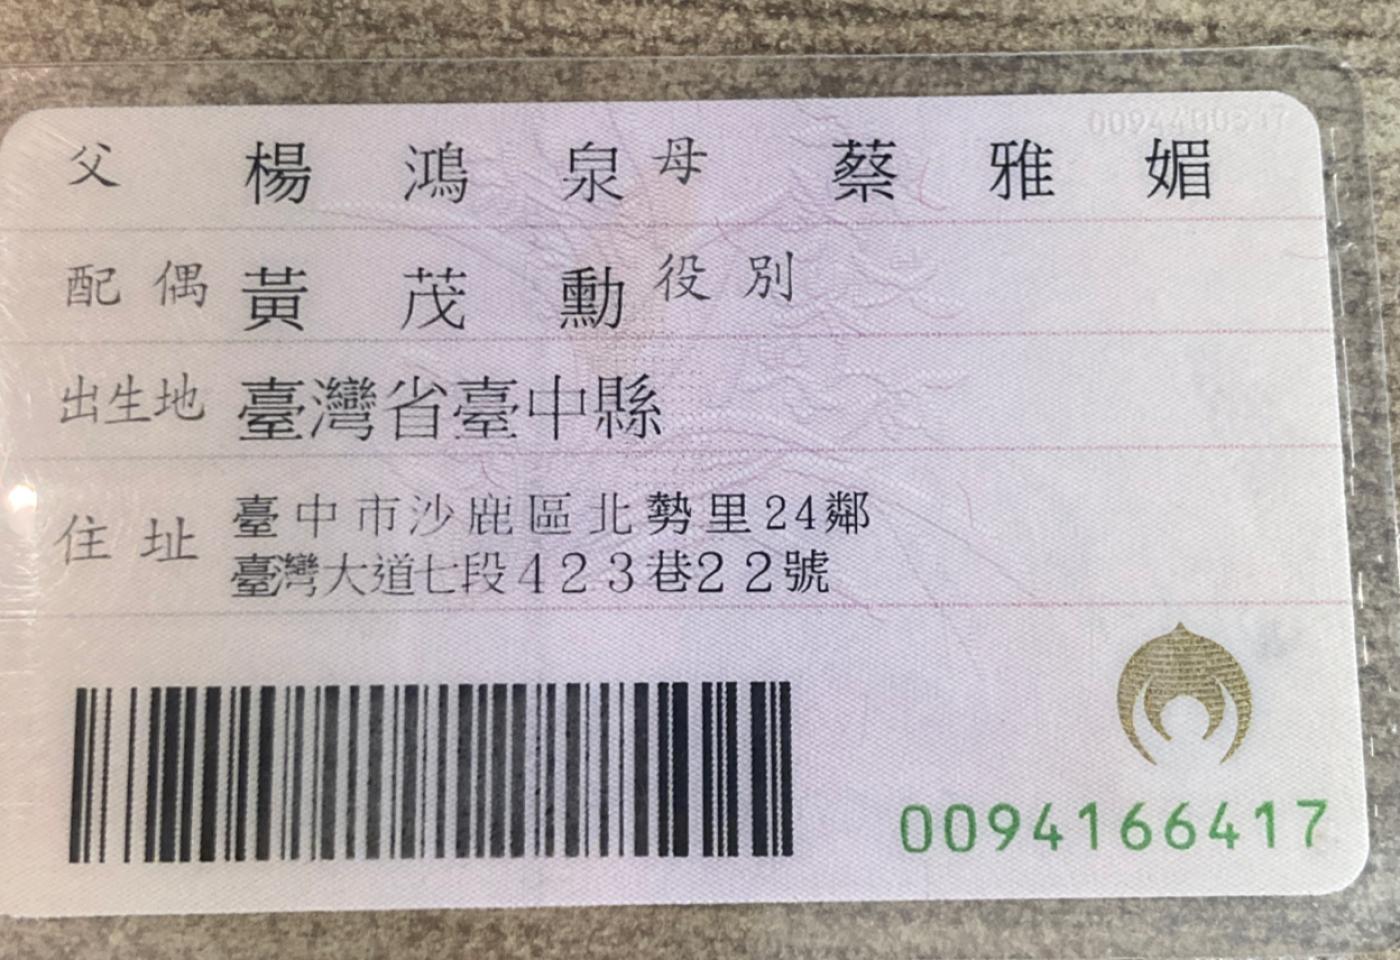 父 楊鴻泉 母 蔡雅媚
配偶 黃茂勳 役別
出生地 臺灣省臺中縣
住址 臺中市沙鹿區北勢里24鄰
臺灣大道七段423巷22號
0094166417